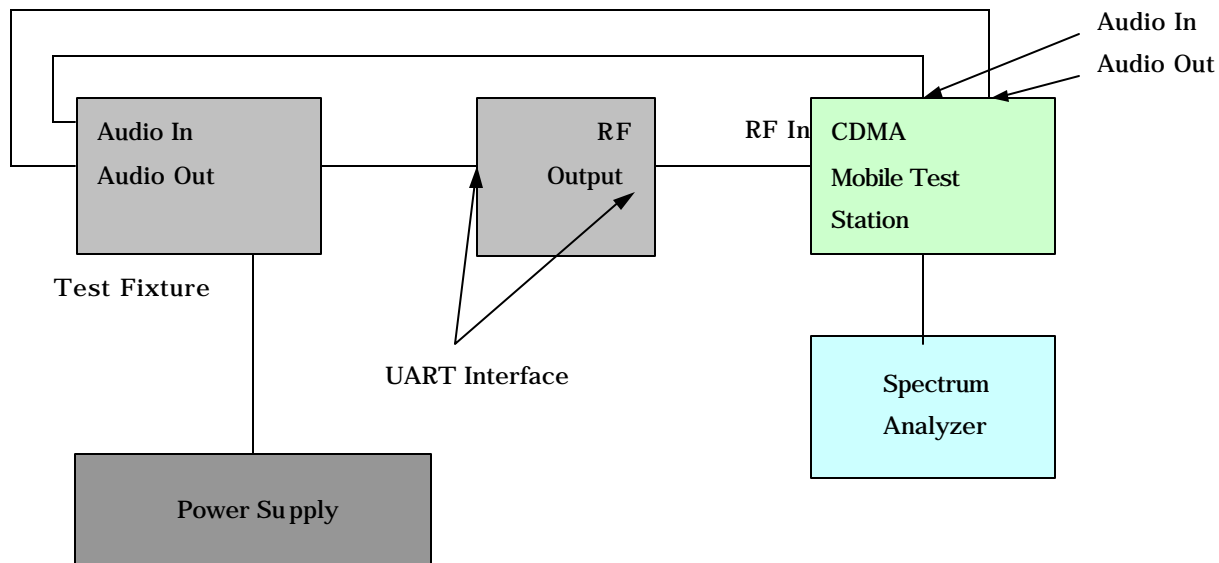 Audio In
Audio Out
Audio In
Audio Out
RF
Output
RF In
CDMA
Mobile Test
Station
Test Fixture
UART Interface
Spectrum
Analyzer
Power Supply